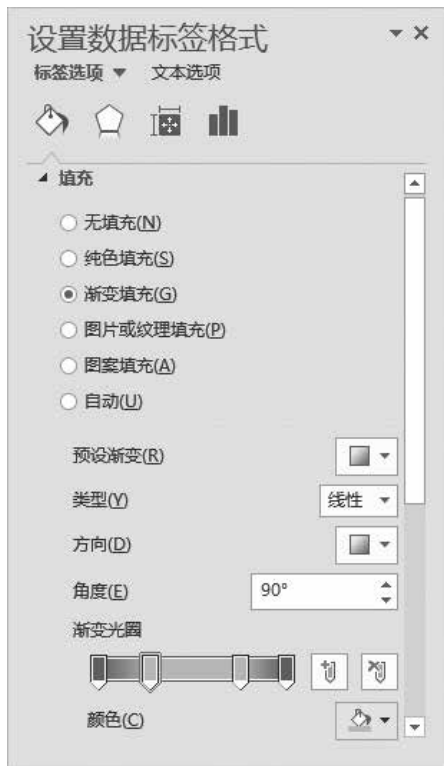 设置数据标签格式
标签选项 文本选项
填充
无填充(N)
纯色填充(S)
渐变填充(G)
图片或纹理填充(P)
图案填充(A)
自动(U)
预设渐变(R)
类型(Y) 线性
方向(D)
角度(E) 90°
渐变光圈
颜色(C)